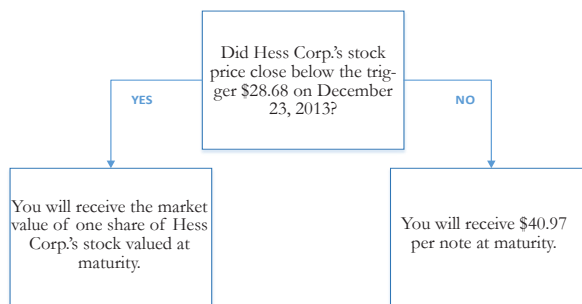 Did Hess Corp.'s stock
price close below the trig-
ger $28.68 on December
23, 2013?
YES
NO
You will receive the market
value of one share of Hess
Corp.'s stock valued at
maturity.
You will receive $40.97
per note at maturity.